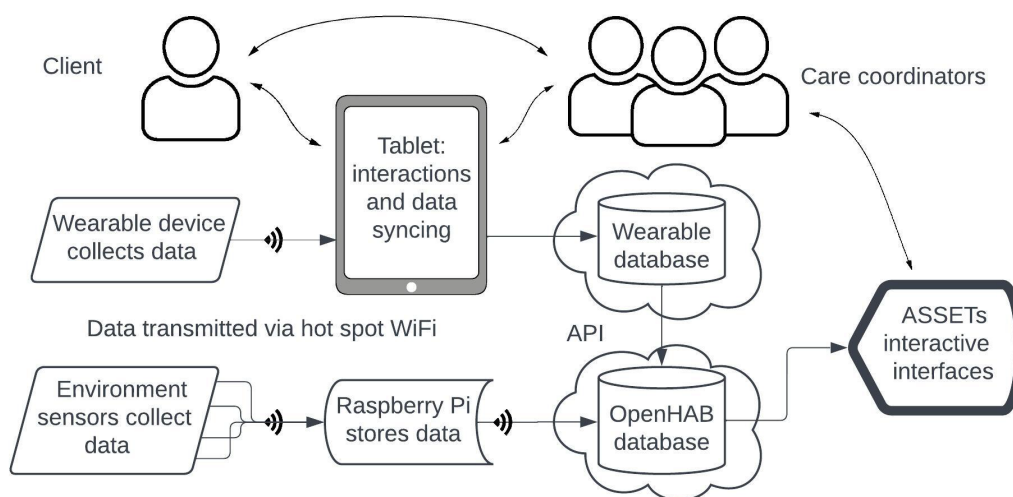 Client
Care coordinators
Tablet:
interactions
and data
syncing
Wearable device
collects data
Wearable
database
Data transmitted via hot spot WiFi
API
ASSETs
interactive
interfaces
Environment
sensors collect
data
Raspberry Pi
stores data
OpenHAB
database